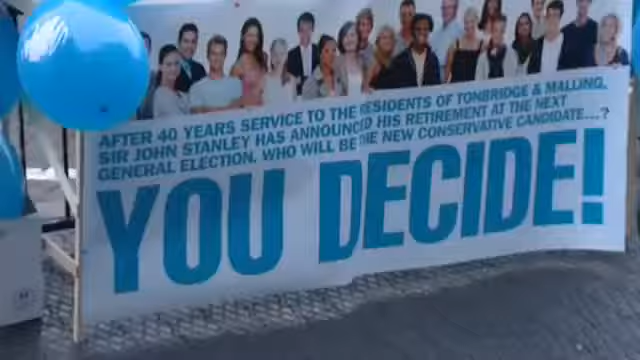 AFTER 40 YEARS SERVICE TO THE RESIDENTS OF TONBRIDGE & MALLING,
SIR JOHN STANLEY HAS ANNOUNCED HIS RETIREMENT AT THE NEXT
GENERAL ELECTION. WHO WILL BE THE NEW CONSERVATIVE CANDIDATE...?
YOU DECIDE!